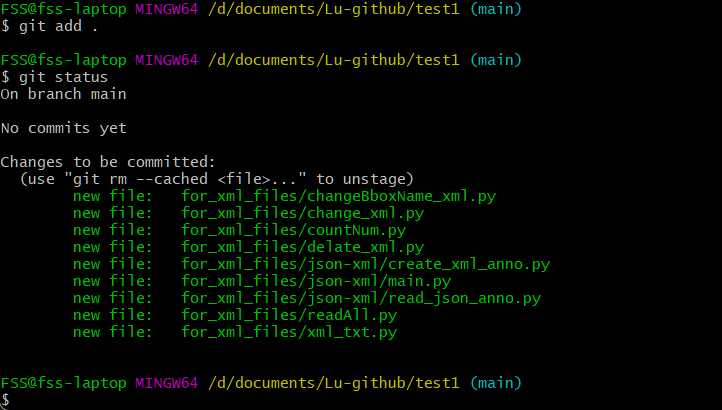 FSS@fss-laptop MINGW64 /d/documents/Lu-github/test1 (main)
$ git add .
FSS@fss-laptop MINGW64 /d/documents/Lu-github/test1 (main)
$ git status
On branch main
No commits yet
Changes to be committed:
(use "git rm --cached <file>..." to unstage)
new file: for_xml_files/changeBboxName_xml.py
new file: for_xml_files/change_xml.py
new file: for_xml_files/countNum.py
new file: for_xml_files/delate_xml.py
new file: for_xml_files/json-xml/create_xml_anno.py
new file: for_xml_files/json-xml/main.py
new file: for_xml_files/json-xml/read_json_anno.py
new file: for_xml_files/readAll.py
new file: for_xml_files/xml_txt.py
FSS@fss-laptop MINGW64 /d/documents/Lu-github/test1 (main)
$